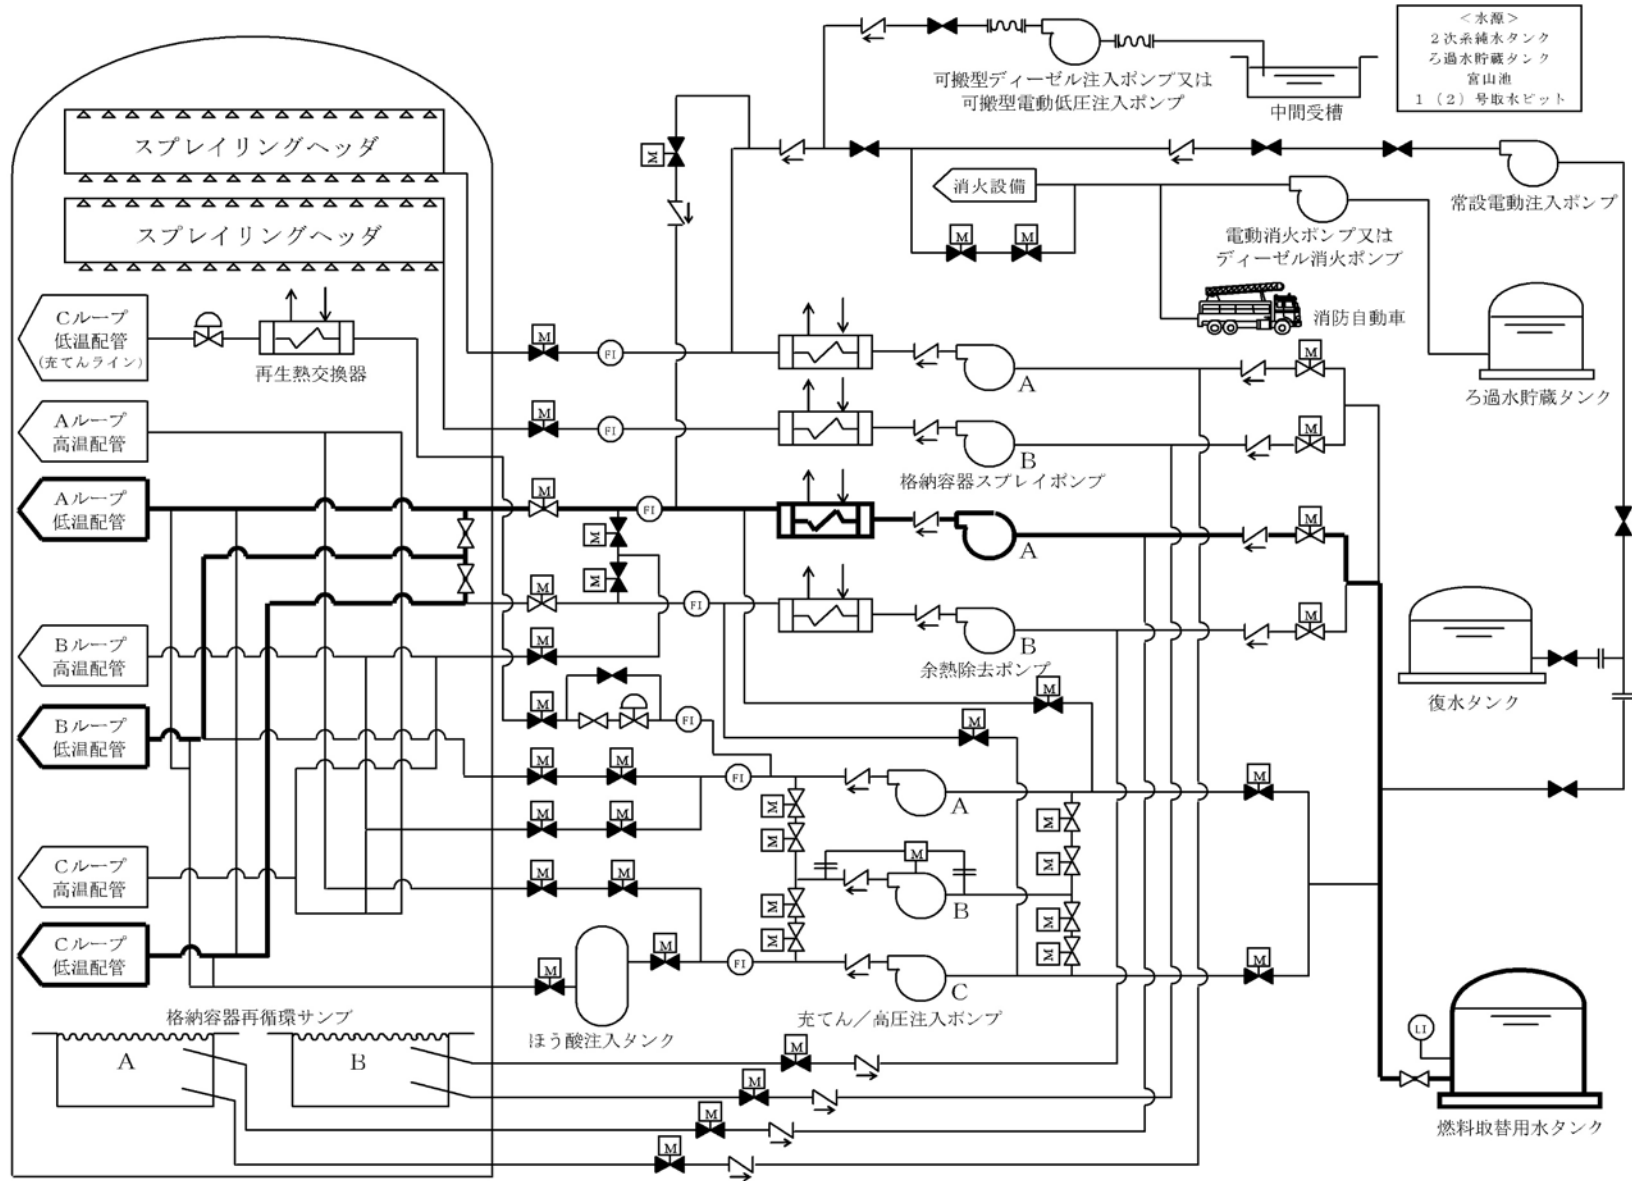 ＜水源＞
２次系純水タンク
ろ過水貯蔵タンク
宮山池
１（２）号取水ピット
可搬型ディーゼル注入ポンプ又は
可搬型電動低圧注入ポンプ
中間受槽
スプレイリングヘッダ
M
消火設備
常設電動注入ポンプ
スプレイリングヘッダ
M
M
電動消火ポンプ又は
ディーゼル消火ポンプ
消防自動車
Cループ
低温配管
(充てんライン)
再生熱交換器
M
FI
A
M
ろ過水貯蔵タンク
Aループ
高温配管
M
FI
B
M
格納容器スプレイポンプ
Aループ
低温配管
M
FI
M
A
M
M
M
FI
B
M
余熱除去ポンプ
Bループ
高温配管
M
復水タンク
Bループ
低温配管
M
FI
M
M
M
M
FI
A
M
M
M
M
M
M
M
M
B
M
M
M
M
M
M
Cループ
高温配管
M
M
Cループ
低温配管
M
M
FI
C
M
充てん／高圧注入ポンプ
ほう酸注入タンク
格納容器再循環サンプ
A
B
M
M
M
M
LI
燃料取替用水タンク